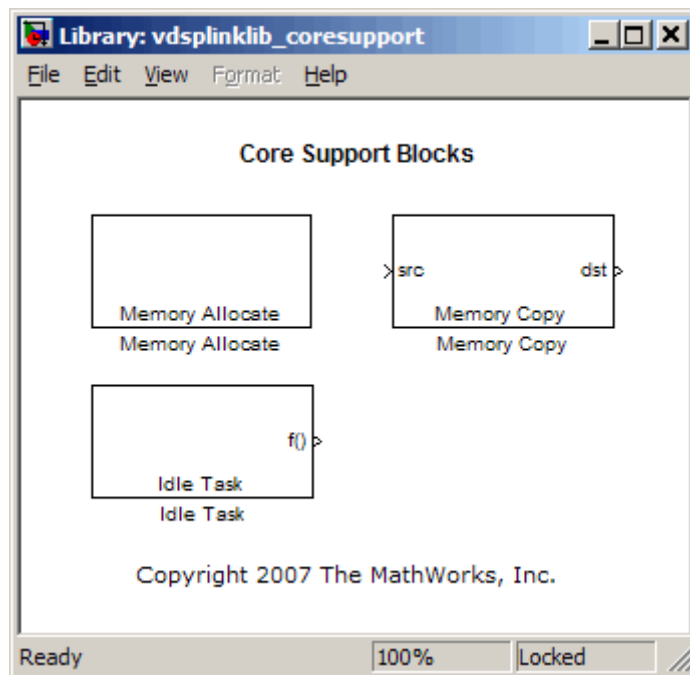 Library: vdsplinklib_coresupport
File Edit View Format Help
Core Support Blocks
Memory Allocate
Memory Allocate
src dst
Memory Copy
Memory Copy
f()
Idle Task
Idle Task
Copyright 2007 The MathWorks, Inc.
Ready 100% Locked